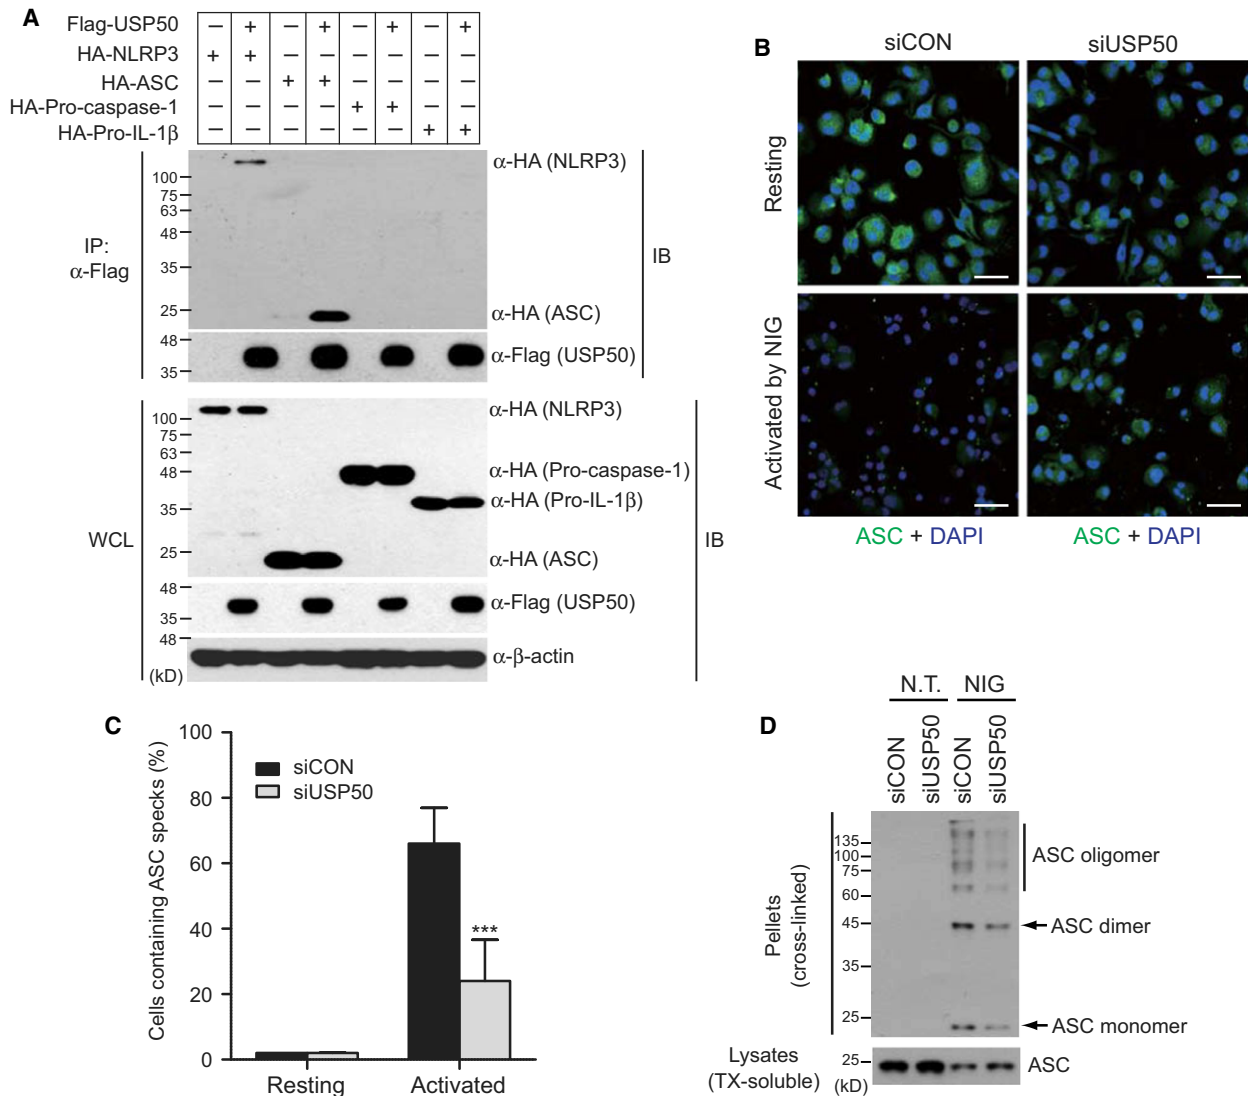 A
Flag-USP50 − + − + − + − +
HA-NLRP3 + + − − − − − −
HA-ASC − − + + − − − −
HA-Pro-caspase-1 − − − − + + − −
HA-Pro-IL-1β − − − − − − + +
IP:
α-Flag
100
75
63
48
35
25
48
35
α-HA (NLRP3)
α-HA (ASC)
α-Flag (USP50)
IB
WCL
100
75
63
48
35
25
48
35
48
(kD)
α-HA (NLRP3)
α-HA (Pro-caspase-1)
α-HA (Pro-IL-1β)
α-HA (ASC)
α-Flag (USP50)
α-β-actin
IB
B
siCON siUSP50
Resting
Activated by NIG
ASC + DAPI ASC + DAPI
C
Cells containing ASC specks (%)
100
80
60
40
20
0
siCON
siUSP50
***
Resting Activated
D
N.T. NIG
siCON siUSP50 siCON siUSP50
Pellets
(cross-linked)
135
100
75
60
45
35
25
ASC oligomer
ASC dimer
ASC monomer
Lysates
(TX-soluble)
25
(kD)
ASC